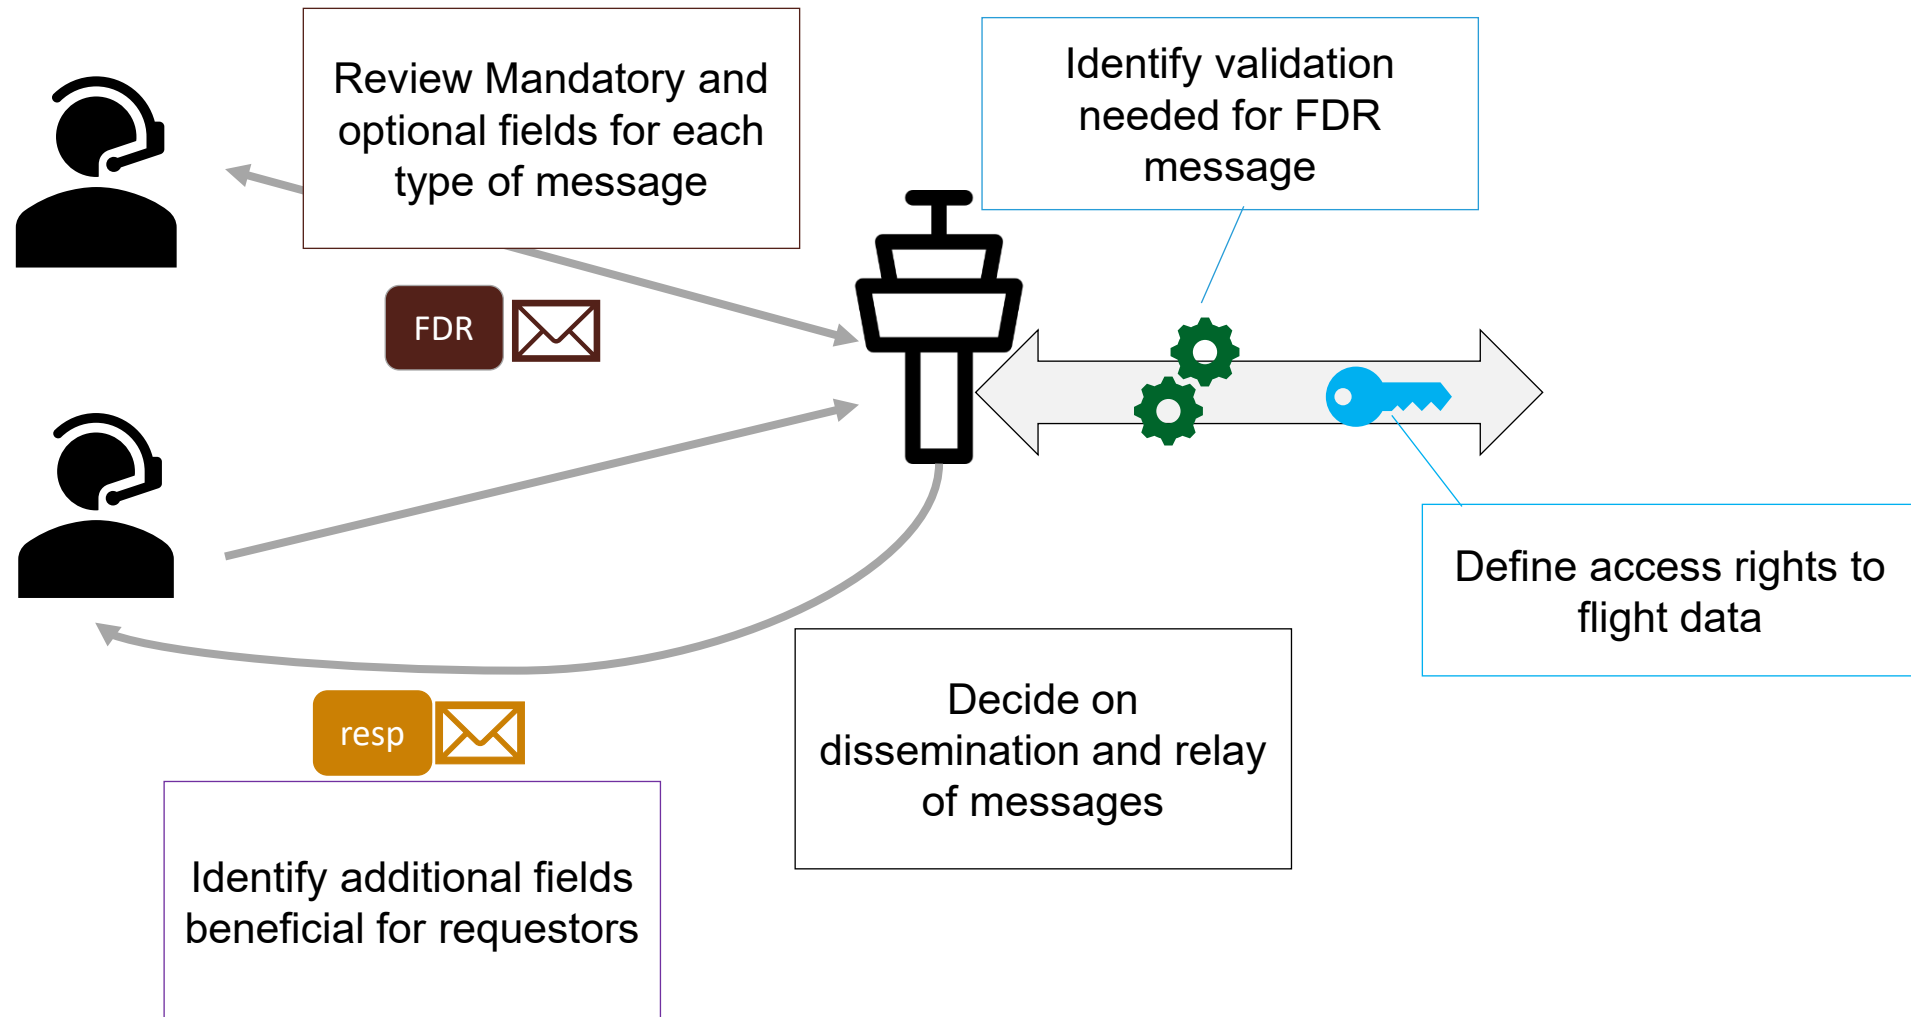 Review Mandatory and
optional fields for each
type of message
Identify validation
needed for FDR
message
FDR
Define access rights to
flight data
Decide on
dissemination and relay
of messages
resp
Identify additional fields
beneficial for requestors